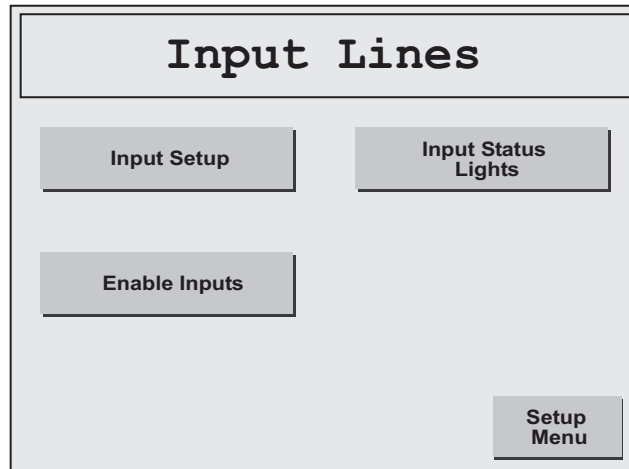 Input Lines
Input Setup
Input Status
Lights
Enable Inputs
Setup
Menu